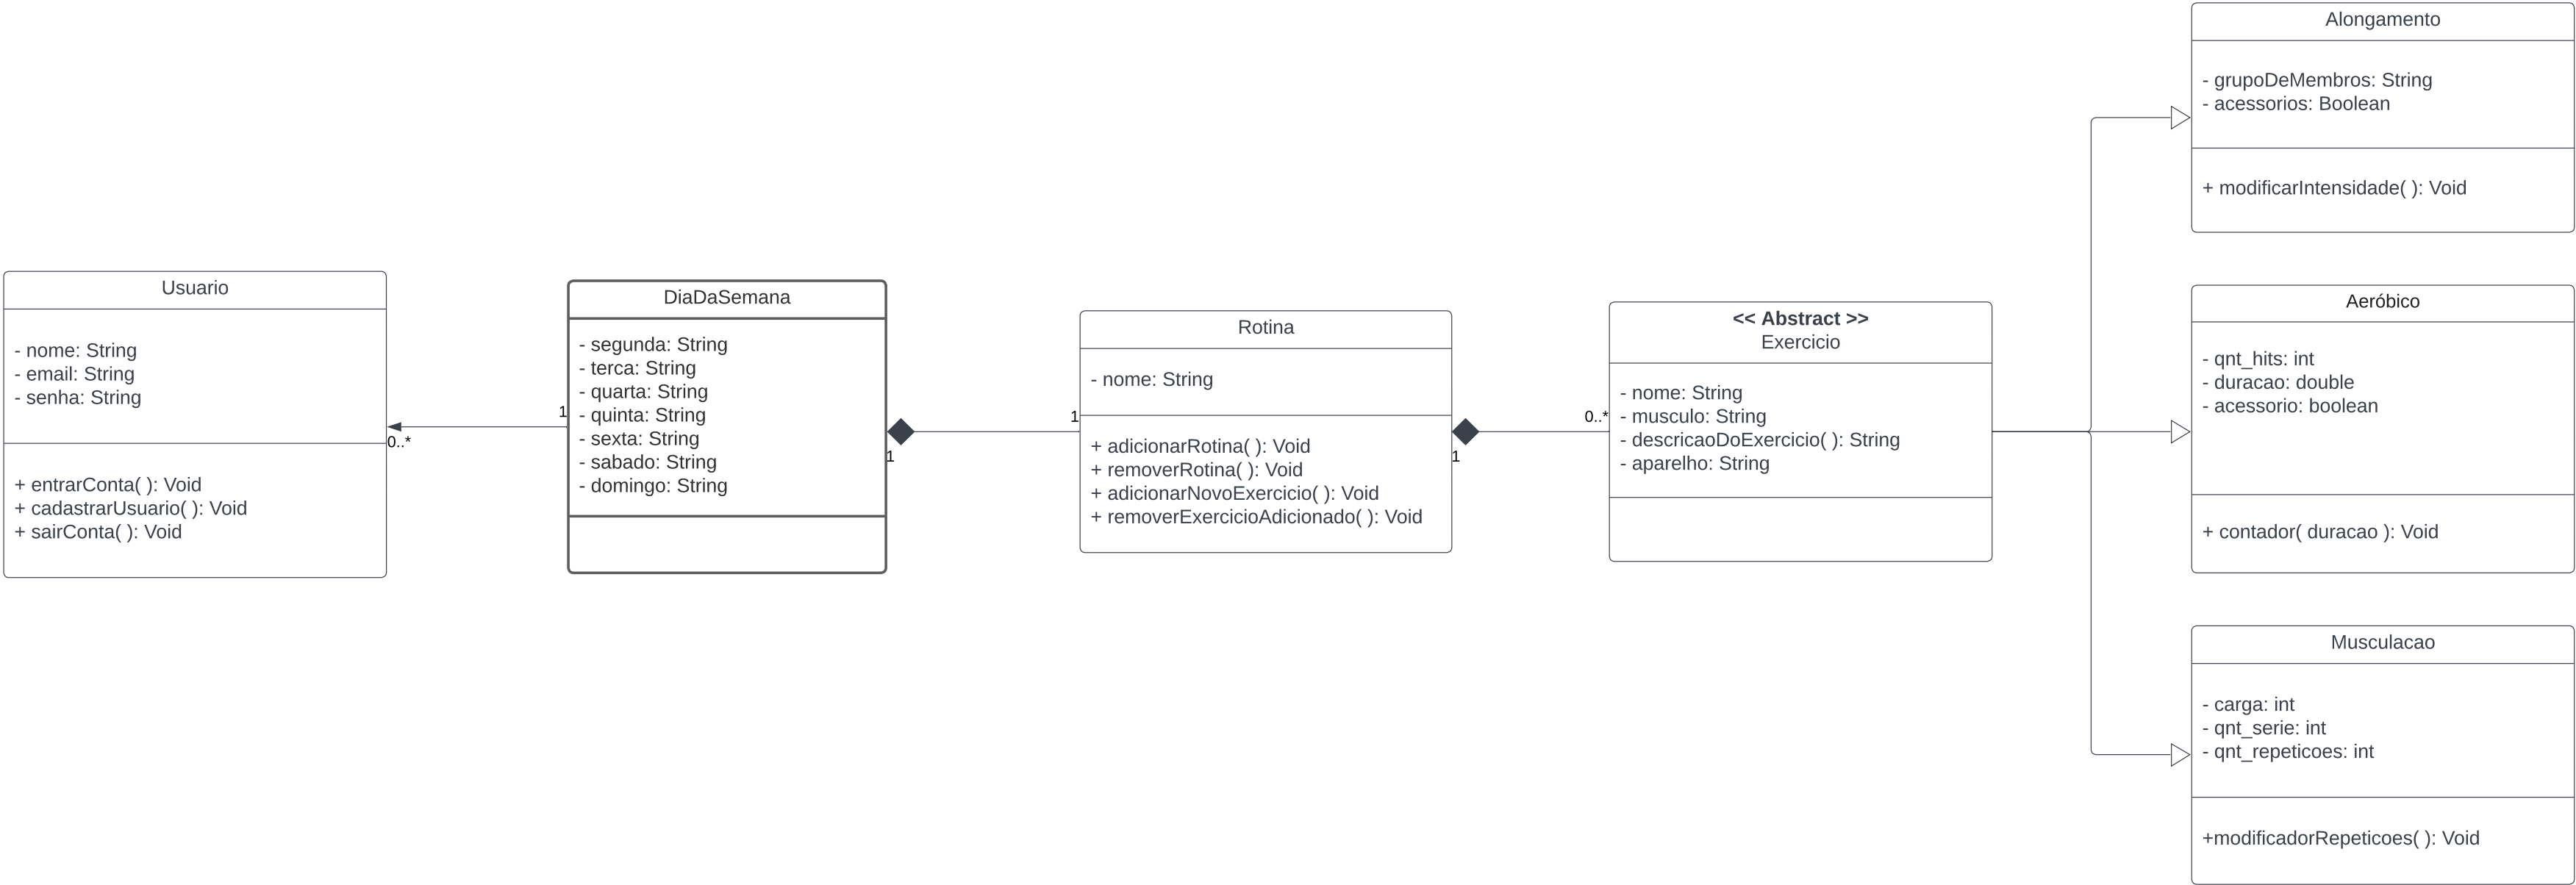 Usuario
- nome: String
- email: String
- senha: String
+ entrarConta( ): Void
+ cadastrarUsuario( ): Void
+ sairConta( ): Void
0..*
1
DiaDaSemana
- segunda: String
- terca: String
- quarta: String
- quinta: String
- sexta: String
- sabado: String
- domingo: String
1
1
Rotina
- nome: String
+ adicionarRotina( ): Void
+ removerRotina( ): Void
+ adicionarNovoExercicio( ): Void
+ removerExercicioAdicionado( ): Void
1
0..*
<< Abstract >>
Exercicio
- nome: String
- musculo: String
- descricaoDoExercicio( ): String
- aparelho: String
Alongamento
- grupoDeMembros: String
- acessorios: Boolean
+ modificarIntensidade( ): Void
Aeróbico
- qnt_hits: int
- duracao: double
- acessorio: boolean
+ contador( duracao ): Void
Musculacao
- carga: int
- qnt_serie: int
- qnt_repeticoes: int
+modificadorRepeticoes( ): Void